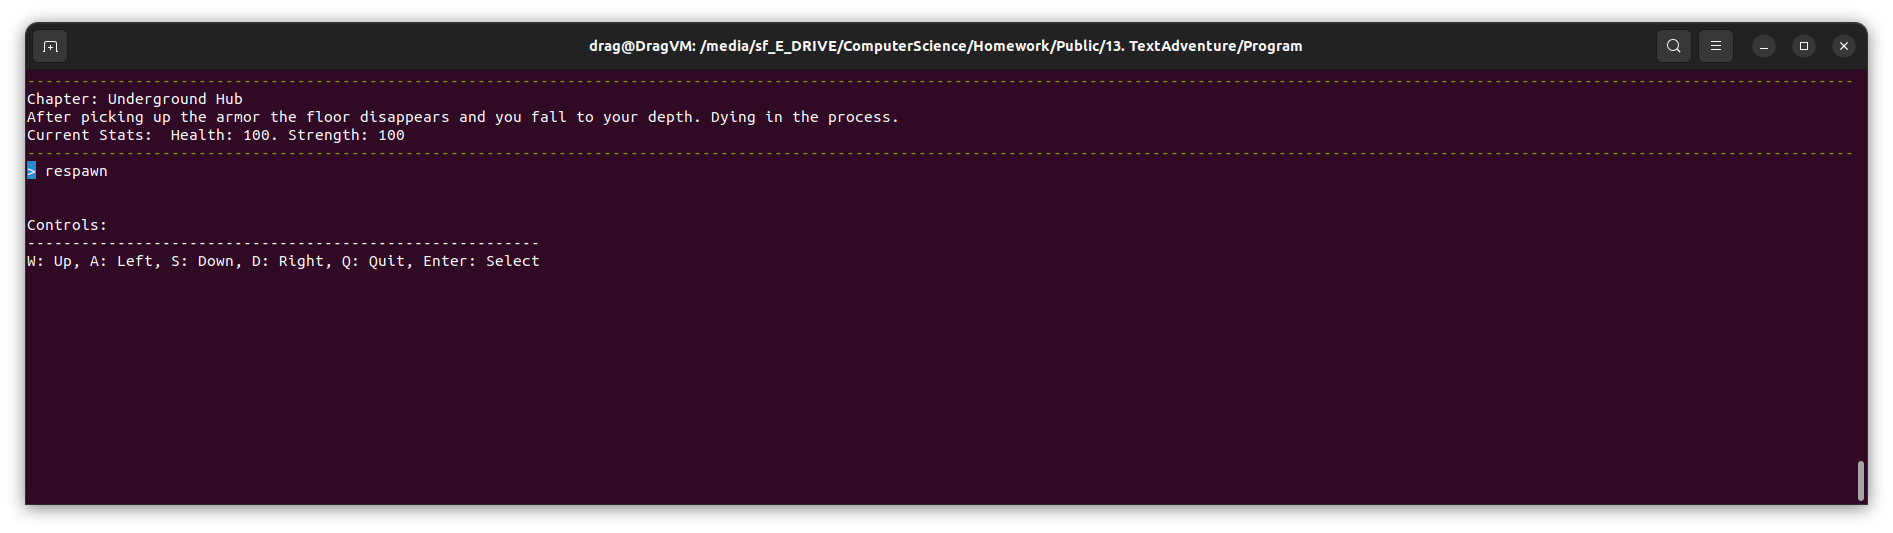 drag@DragVM: /media/sf_E_DRIVE/ComputerScience/Homework/Public/13. TextAdventure/Program
--------------------------------------------------------------------------------------------------------------------------------------------------------------------------------------------------------------------
Chapter: Underground Hub
After picking up the armor the floor disappears and you fall to your depth. Dying in the process.
Current Stats:  Health: 100. Strength: 100
--------------------------------------------------------------------------------------------------------------------------------------------------------------------------------------------------------------------
> respawn
Controls:
---------------------------------------------------------
W: Up, A: Left, S: Down, D: Right, Q: Quit, Enter: Select